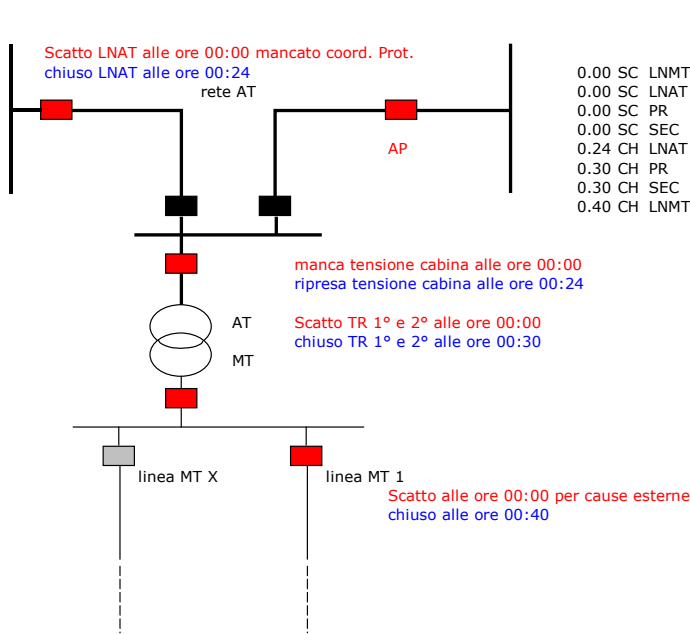 Scatto LNAT alle ore 00:00 mancato coord. Prot.
chiuso LNAT alle ore 00:24
rete AT
AP
0.00 SC LNMT
0.00 SC LNAT
0.00 SC PR
0.00 SC SEC
0.24 CH LNAT
0.30 CH PR
0.30 CH SEC
0.40 CH LNMT
manca tensione cabina alle ore 00:00
ripresa tensione cabina alle ore 00:24
AT
MT
Scatto TR 1° e 2° alle ore 00:00
chiuso TR 1° e 2° alle ore 00:30
linea MT X
linea MT 1
Scatto alle ore 00:00 per cause esterne
chiuso alle ore 00:40